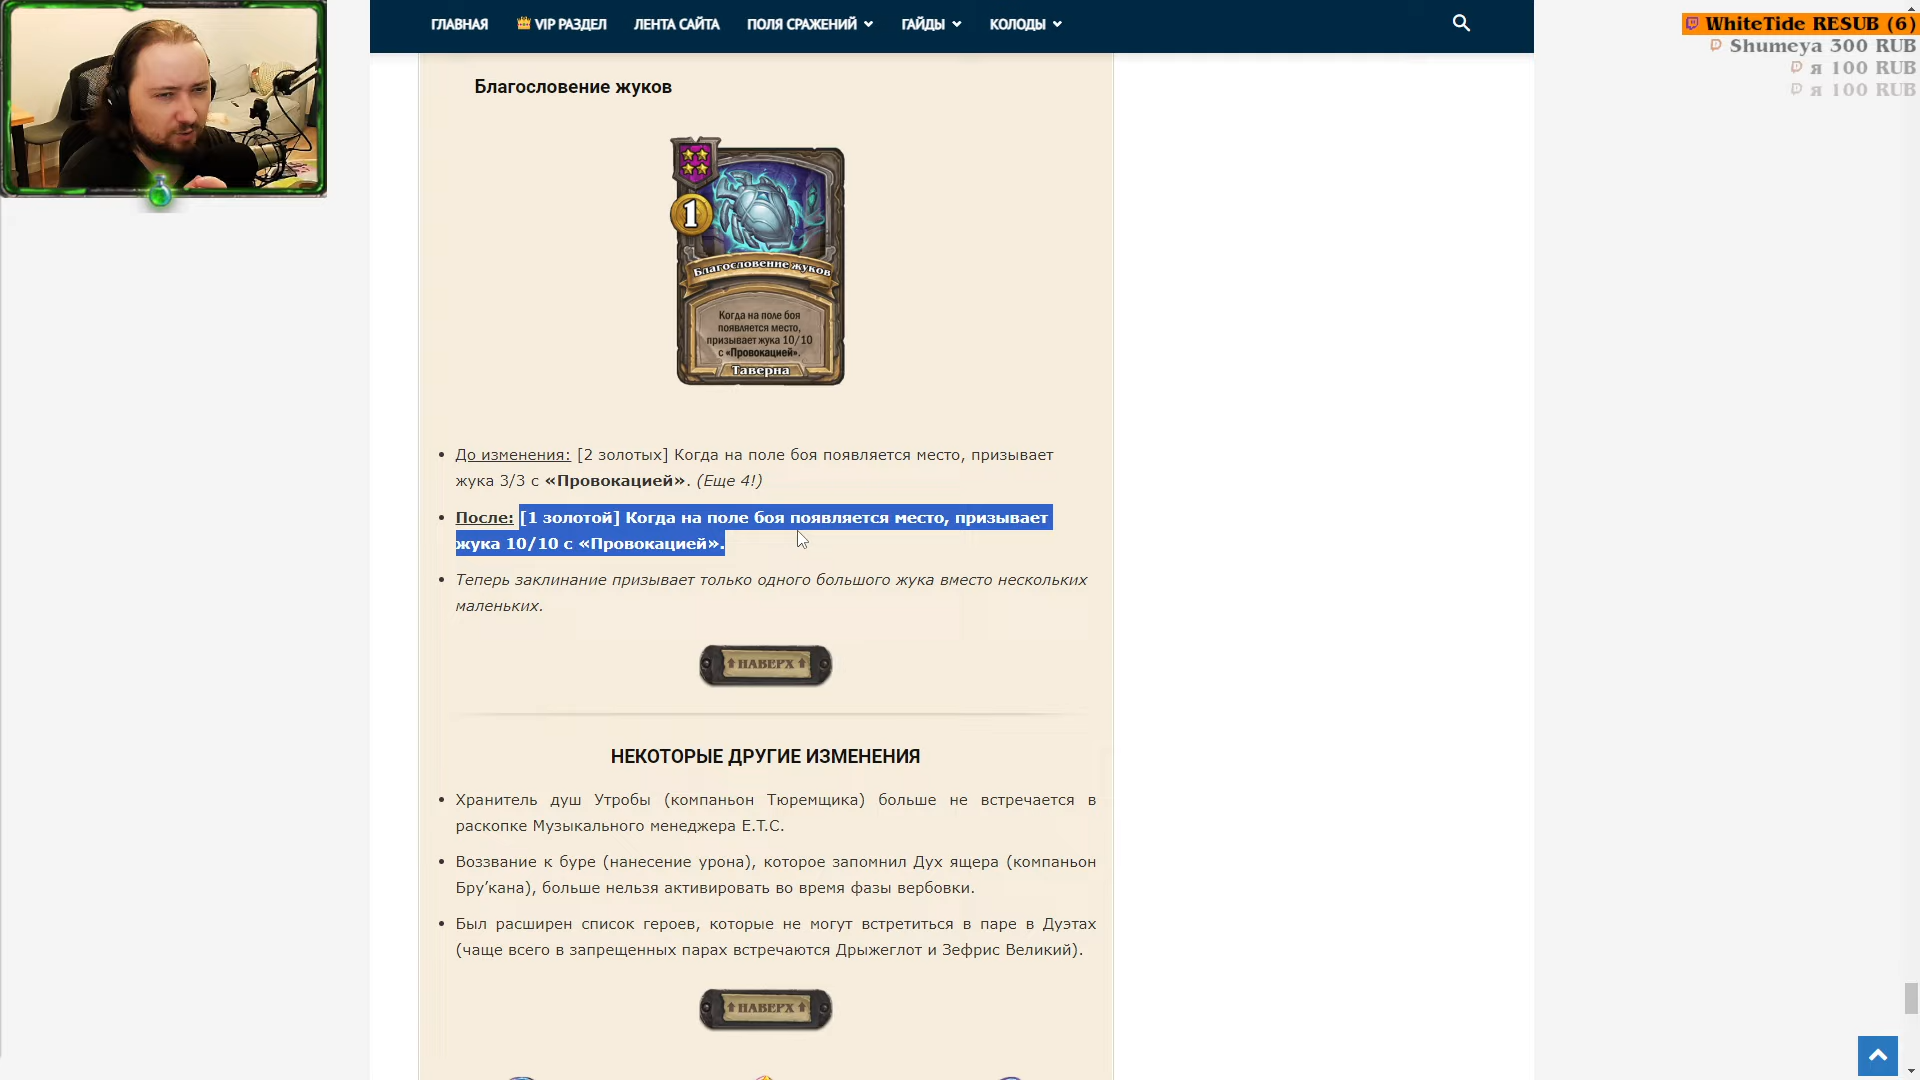 ГЛАВНАЯ VIP РАЗДЕЛ ЛЕНТА САЙТА ПОЛЯ СРАЖЕНИЙ ГАЙДЫ КОЛОДЫ
WhiteTide RESUB (6)
Shumeya 300 RUB
я 100 RUB
я 100 RUB
Благословение жуков
1
Благословение жуков
Когда на поле боя
появляется место,
призывает жука 10/10
с «Провокацией».
Таверна
• До изменения: [2 золотых] Когда на поле боя появляется место, призывает
жука 3/3 с «Провокацией». (Еще 4!)
• После: [1 золотой] Когда на поле боя появляется место, призывает
жука 10/10 с «Провокацией».
• Теперь заклинание призывает только одного большого жука вместо нескольких
маленьких.
НАВЕРХ
НЕКОТОРЫЕ ДРУГИЕ ИЗМЕНЕНИЯ
• Хранитель душ Утробы (компаньон Тюремщика) больше не встречается в
раскопке Музыкального менеджера Е.Т.С.
• Воззвание к буре (нанесение урона), которое запомнил Дух ящера (компаньон
Бру’кана), больше нельзя активировать во время фазы вербовки.
• Был расширен список героев, которые не могут встретиться в паре в Дуэтах
(чаще всего в запрещенных парах встречаются Дрыжеглот и Зефрис Великий).
НАВЕРХ